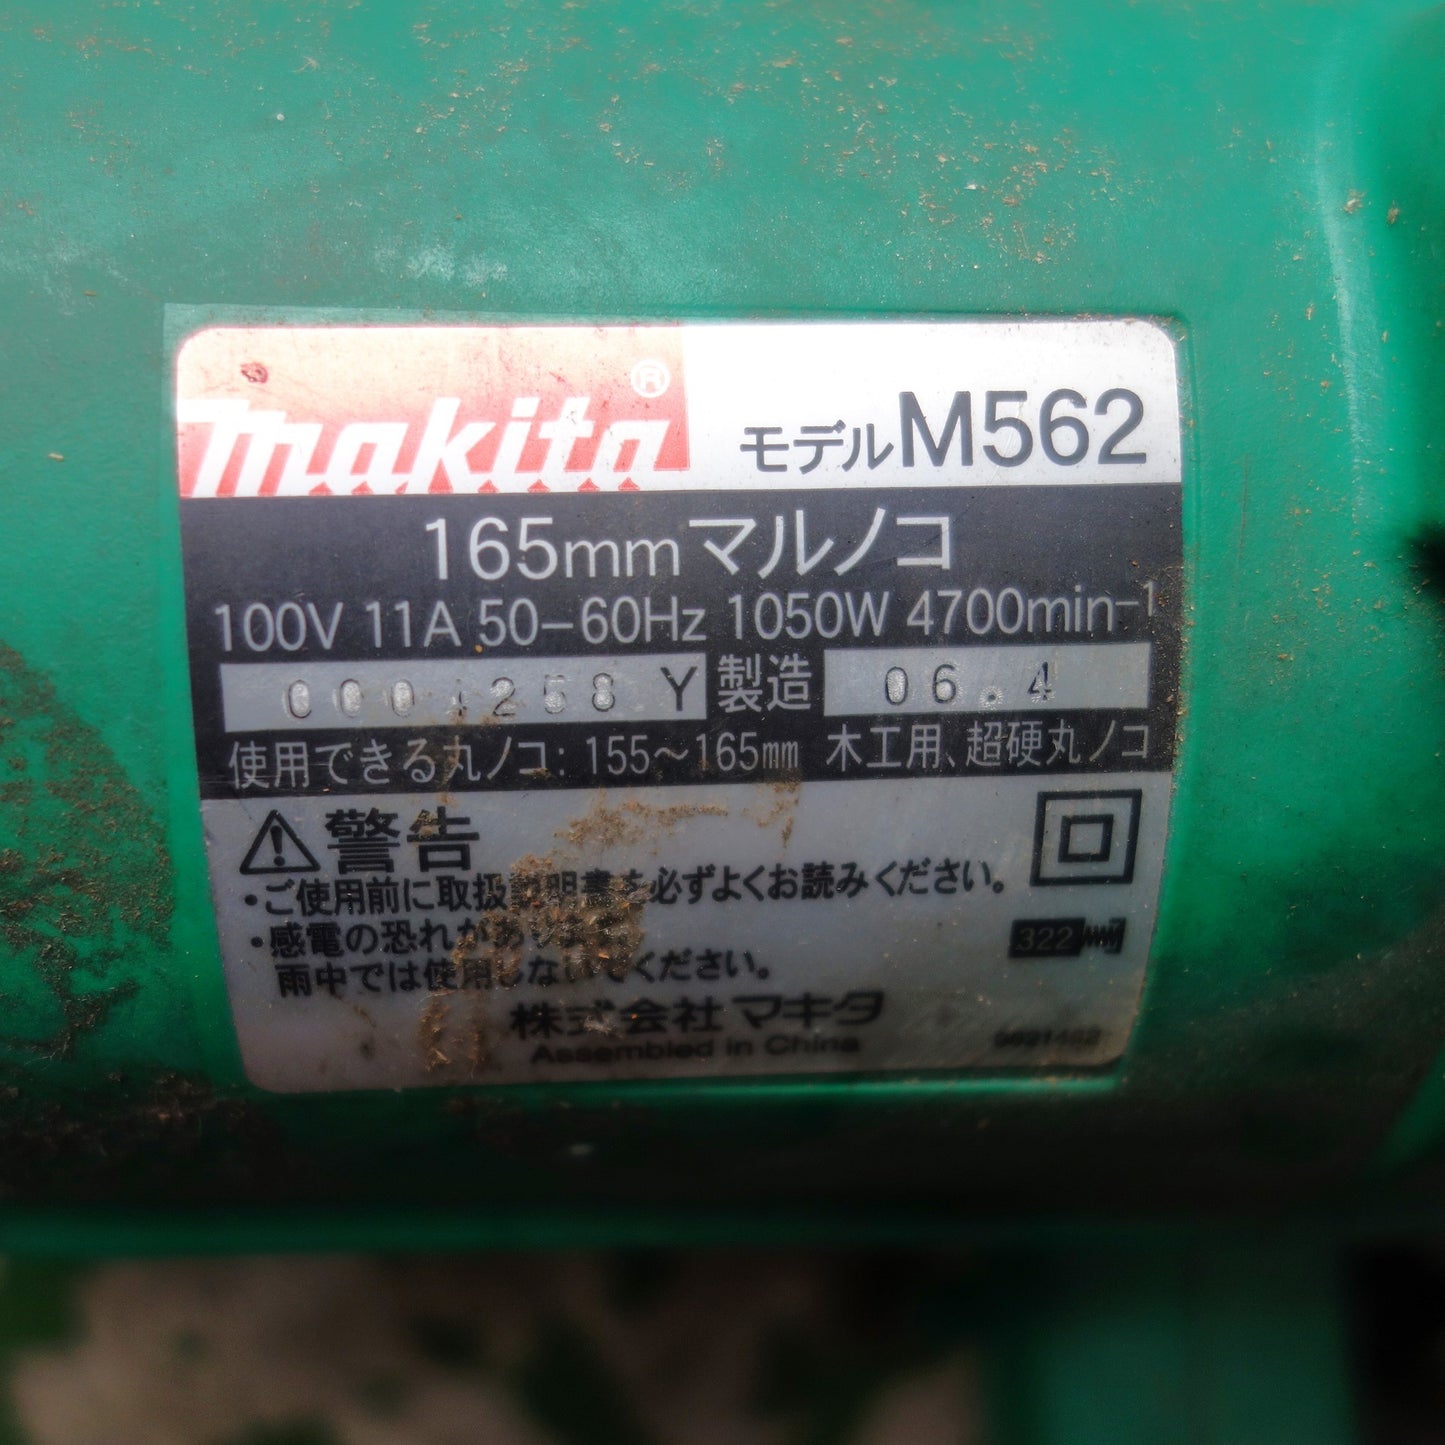 makita®
モデルM562
165mmマルノコ
100V 11A 50-60Hz 1050W 4700min⁻¹
0004258 Y 製造 06.4
使用できる丸ノコ:155~165mm 木工用、超硬丸ノコ
⚠警告
・ご使用前に取扱説明書を必ずよくお読みください。
・感電の恐れがあります。
雨中では使用しないでください。
322
株式会社マキタ
Assembled in China